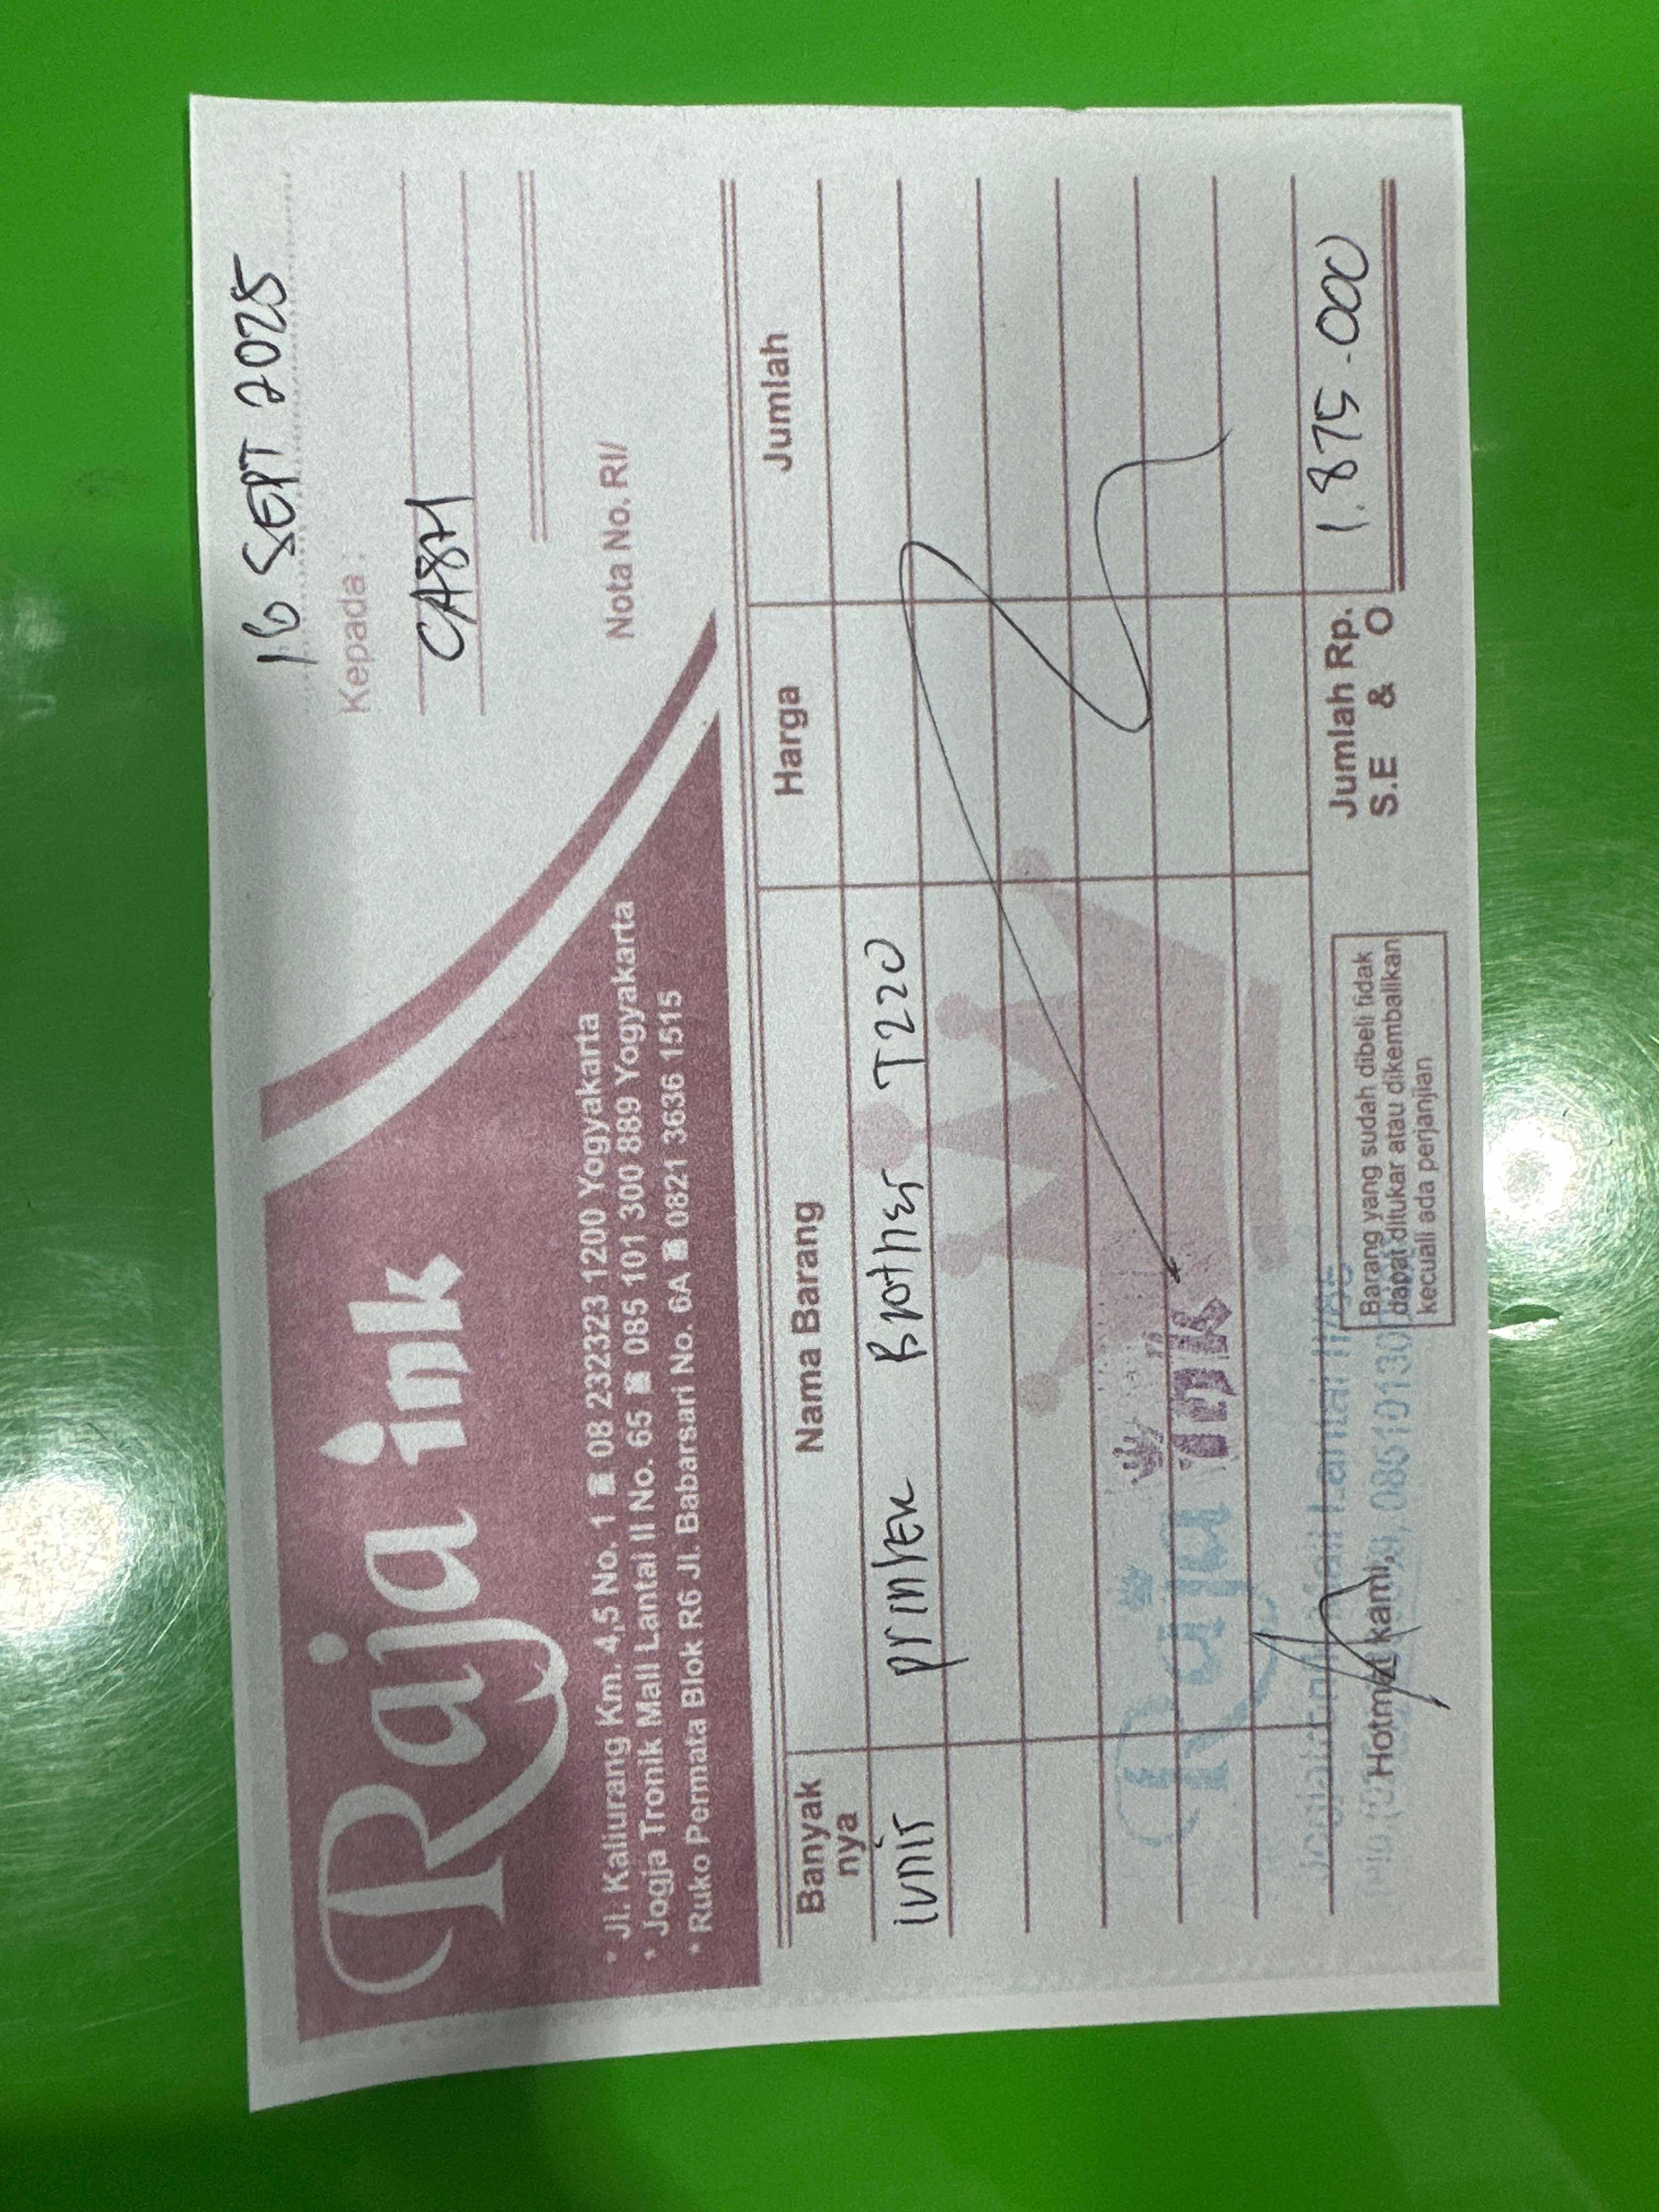 Raja ink
* Jl. Kaliurang Km. 4,5 No. 1 ☎ 08 232323 1200 Yogyakarta
* Jogja Tronik Mall Lantai II No. 65 ☎ 085 101 300 889 Yogyakarta
* Ruko Permata Blok R6 Jl. Babarsari No. 6A ☎ 0821 3636 1515
16 SEPT 2025
Kepada :
CASH
Nota No. RI/
Banyak nya Nama Barang Harga Jumlah
1 unit printer Brother T220
Raja ink
Hotmat kami,
Barang yang sudah dibeli tidak
dapat ditukar atau dikembalikan
kecuali ada perjanjian
Jumlah Rp. 1.875.000
S.E & O